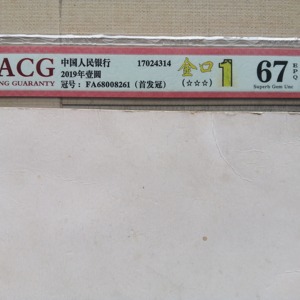 ACG
NG GUARANTY
中国人民银行 17024314
2019年壹圆
冠号: FA68008261 (首发冠)
金口1
(☆☆☆)
67 EPQ
Superb Gem Unc